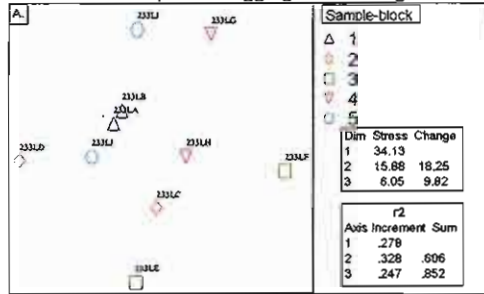 A.
233LJ
233LG
233LB
233LA
233LD
233LJ
233LH
233LF
233LC
233LE
Sample-block
1
2
3
4
5
Dim Stress Change
1 34.13
2 15.88 18.25
3 6.05 9.82
r2
Axis Increment Sum
1 .278
2 .328 .606
3 .247 .852